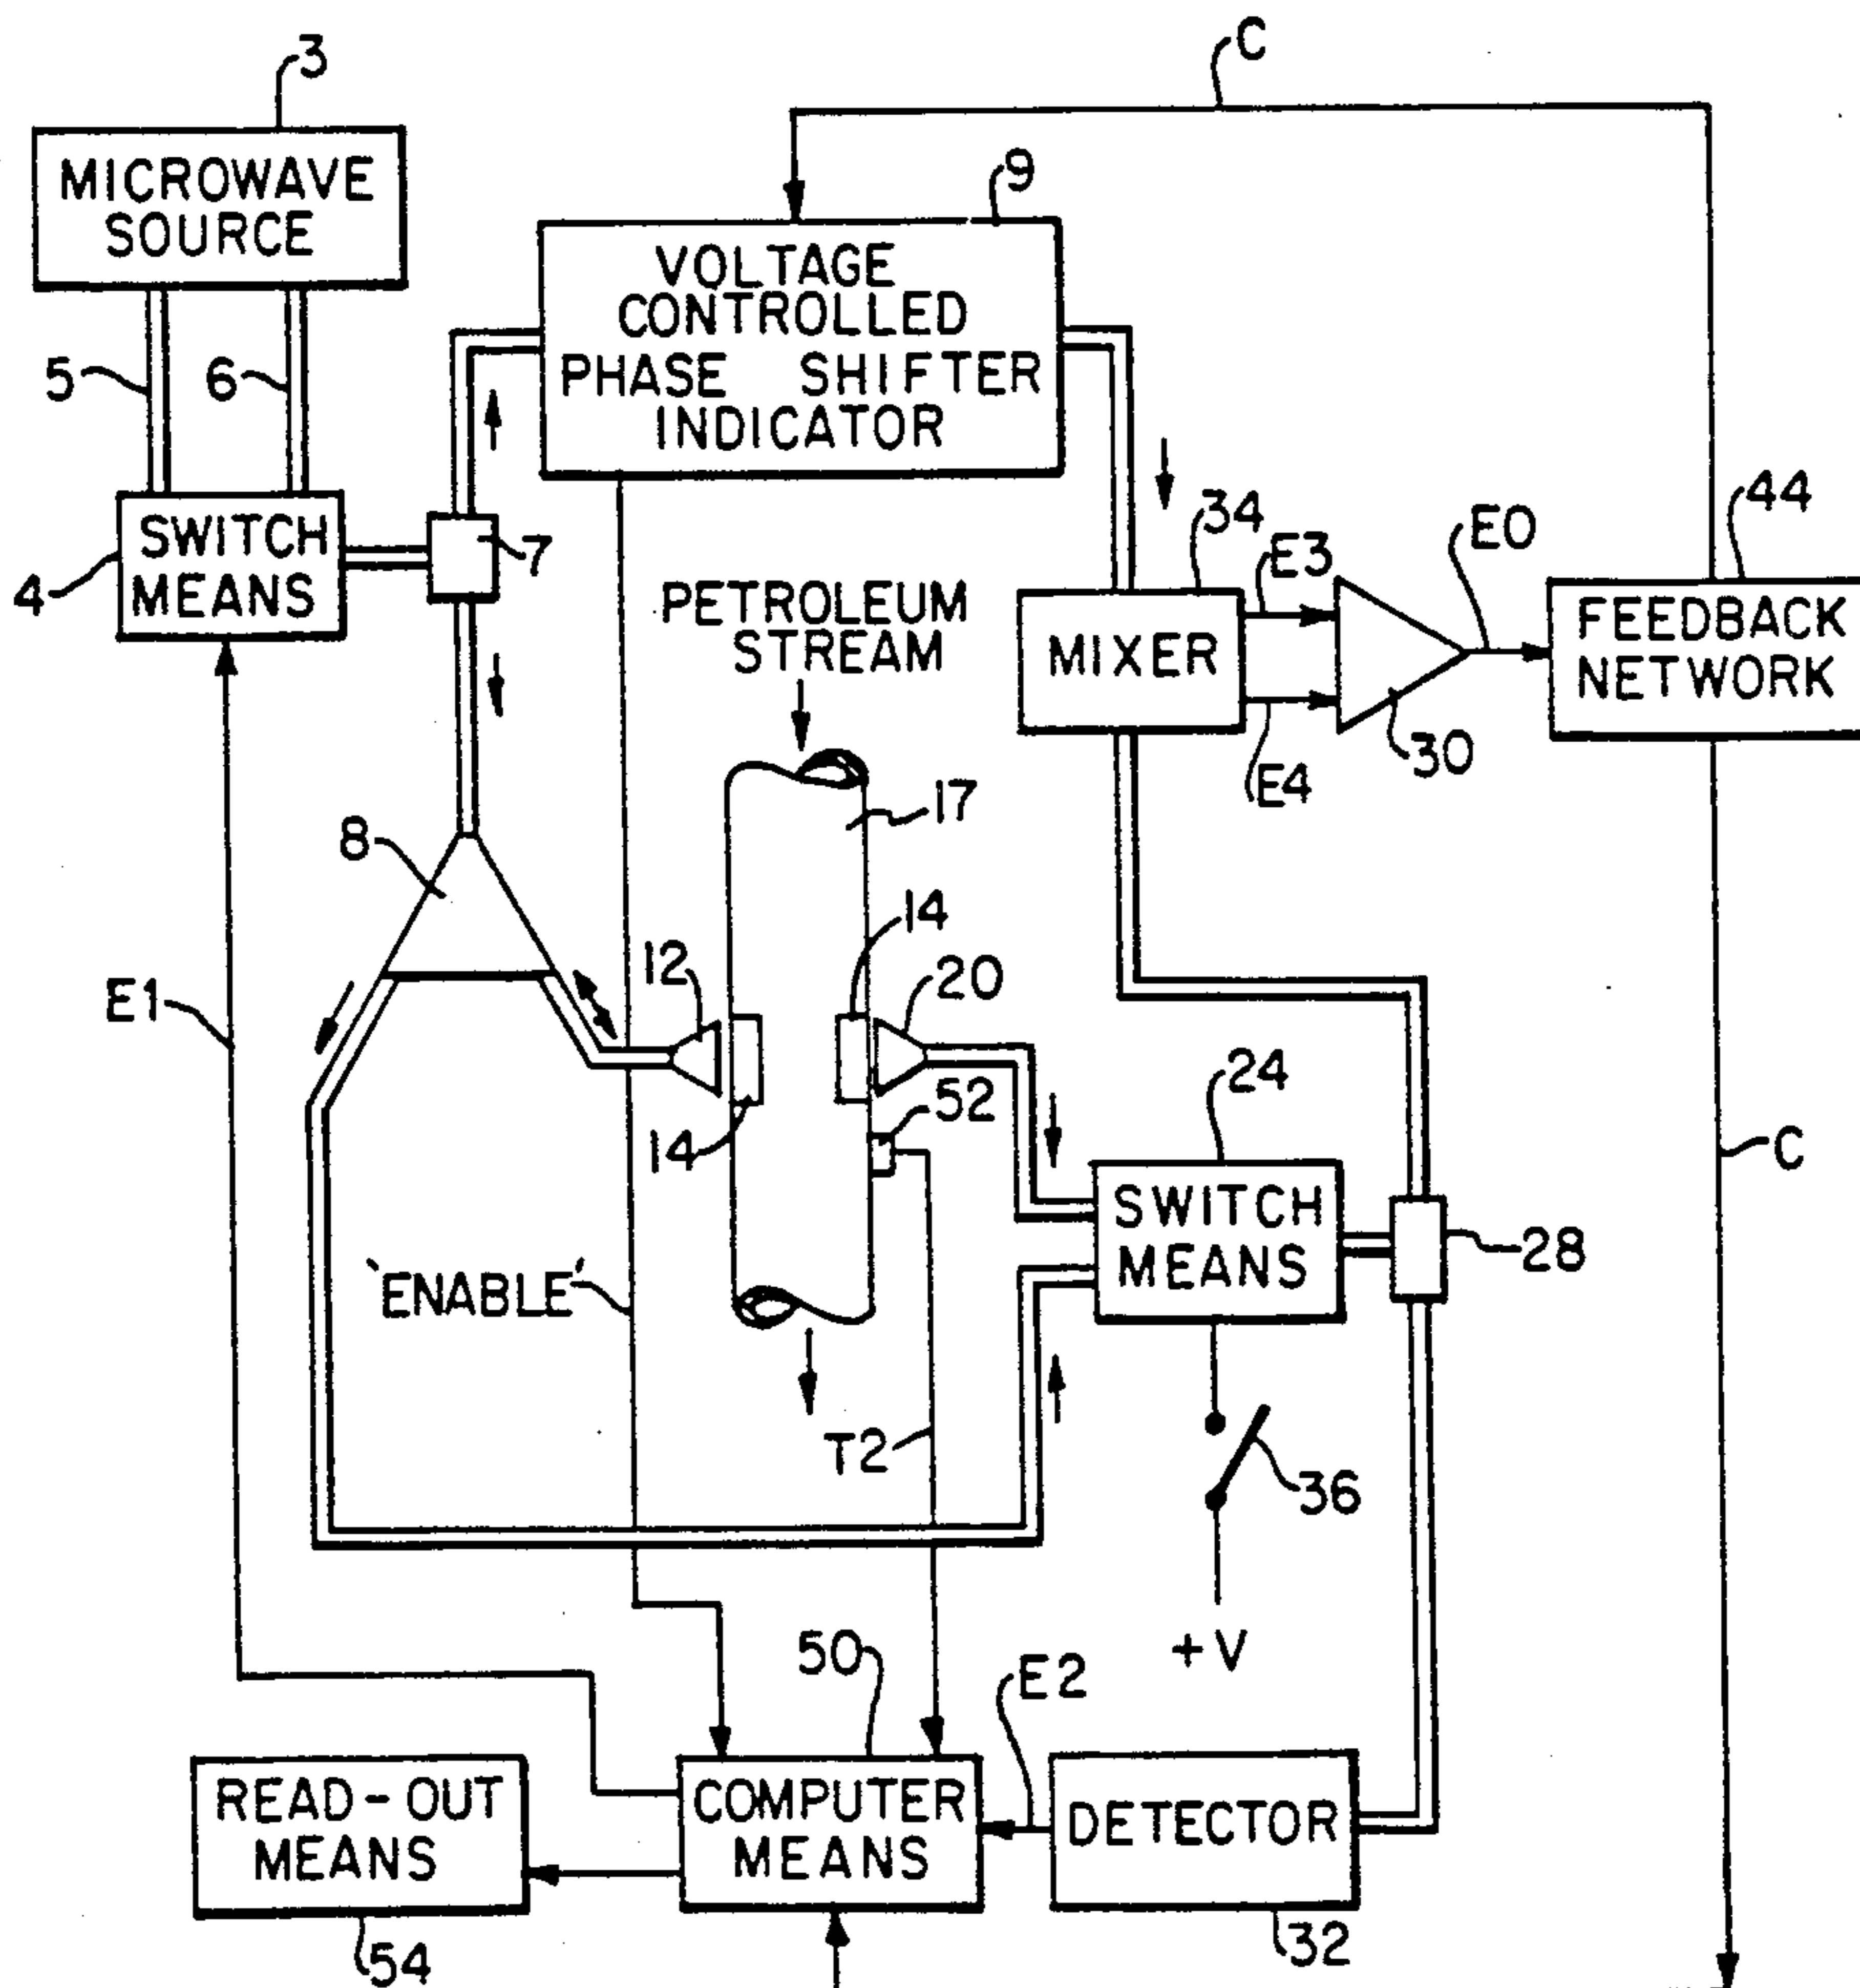 C
3
MICROWAVE
SOURCE
9
VOLTAGE
CONTROLLED
PHASE SHIFTER
INDICATOR
5
6
44
34
E3
E0
SWITCH
MEANS
4
7
PETROLEUM
STREAM
MIXER
FEEDBACK
NETWORK
E4
30
17
8
14
12
20
E1
52
24
14
C
SWITCH
MEANS
28
'ENABLE'
T2
36
+V
50
E2
READ-OUT
MEANS
COMPUTER
MEANS
DETECTOR
54
32